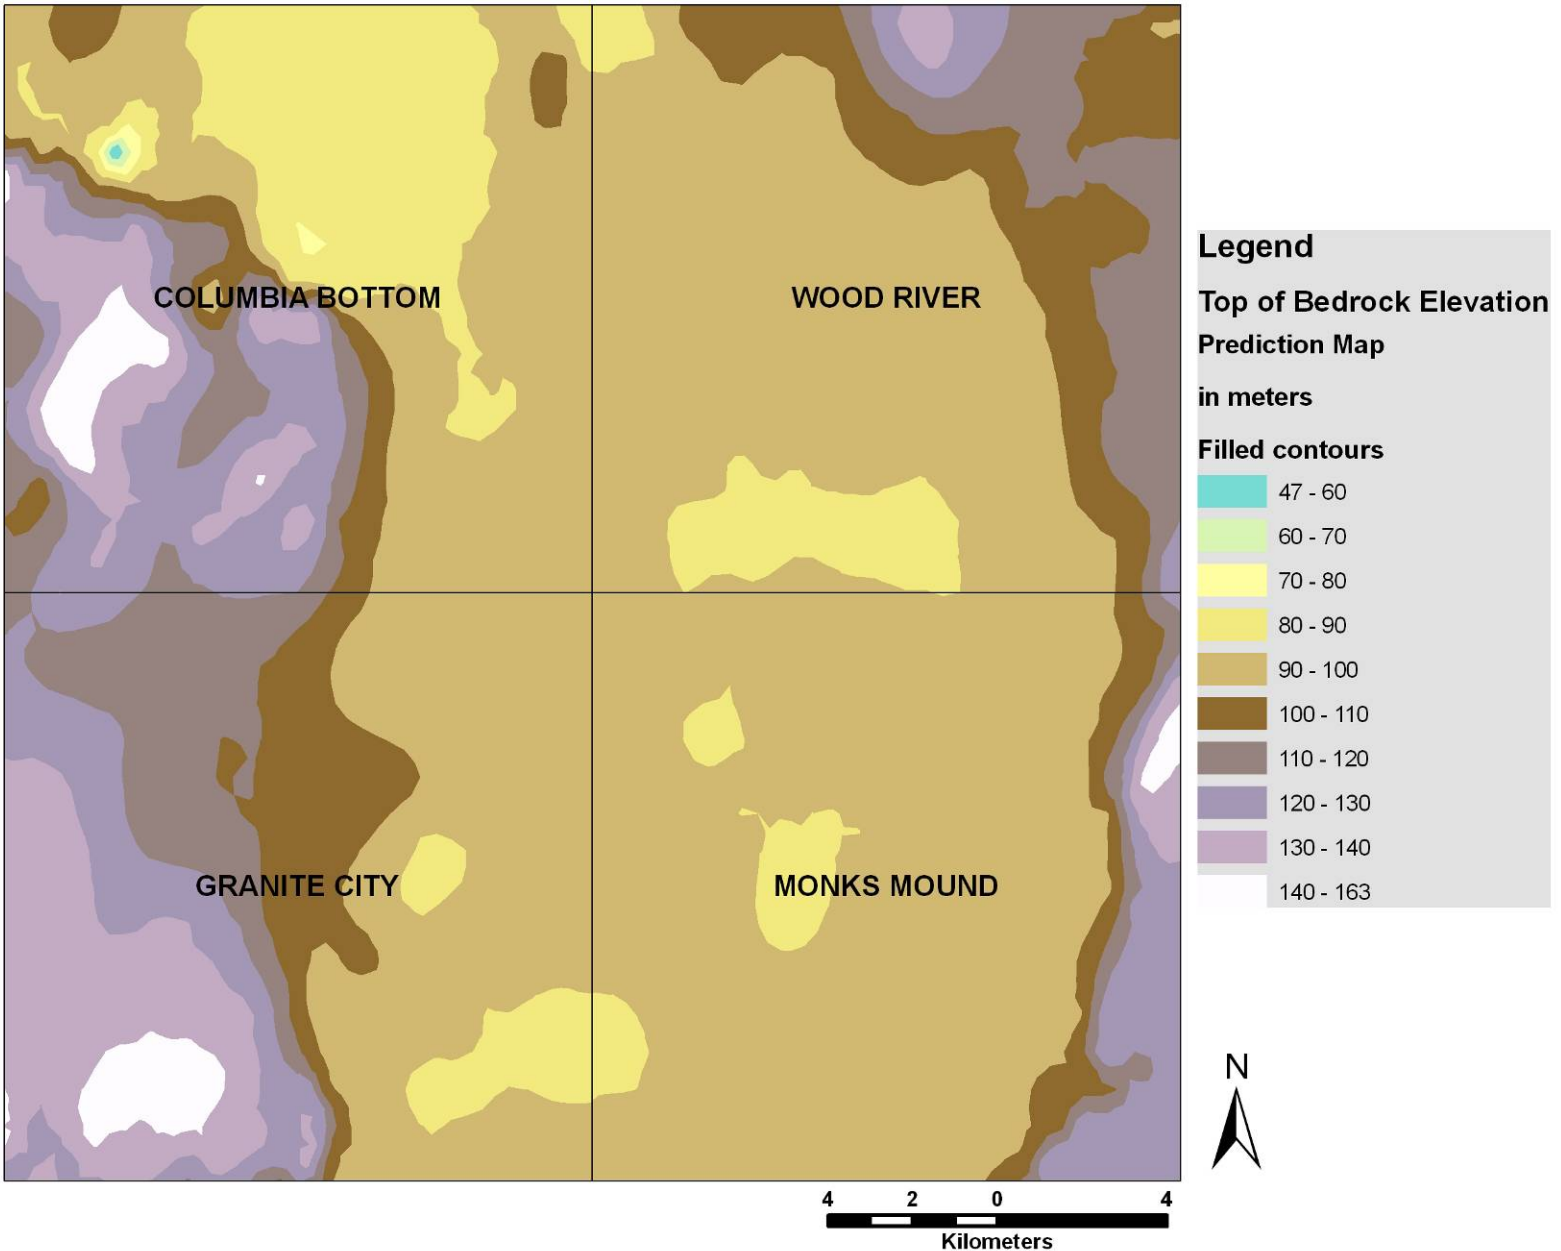 COLUMBIA BOTTOM
WOOD RIVER
GRANITE CITY
MONKS MOUND
Legend
Top of Bedrock Elevation
Prediction Map
in meters
Filled contours
47 - 60
60 - 70
70 - 80
80 - 90
90 - 100
100 - 110
110 - 120
120 - 130
130 - 140
140 - 163
N
4 2 0 4
Kilometers